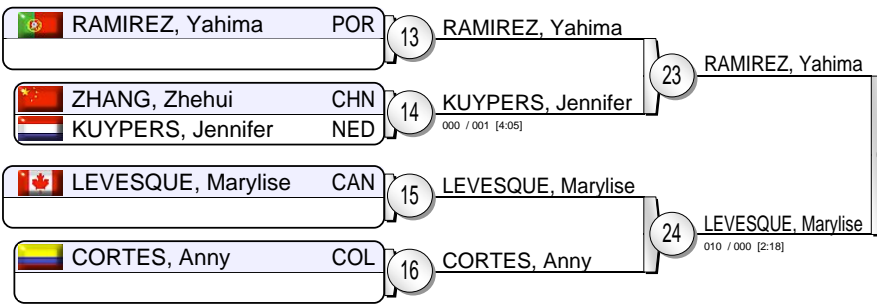 RAMIREZ, Yahima POR
13
RAMIREZ, Yahima
ZHANG, Zhehui CHN
KUYPERS, Jennifer NED
14
KUYPERS, Jennifer
000 / 001 [4:05]
23
RAMIREZ, Yahima
LEVESQUE, Marylise CAN
15
LEVESQUE, Marylise
CORTES, Anny COL
16
CORTES, Anny
24
LEVESQUE, Marylise
010 / 000 [2:18]